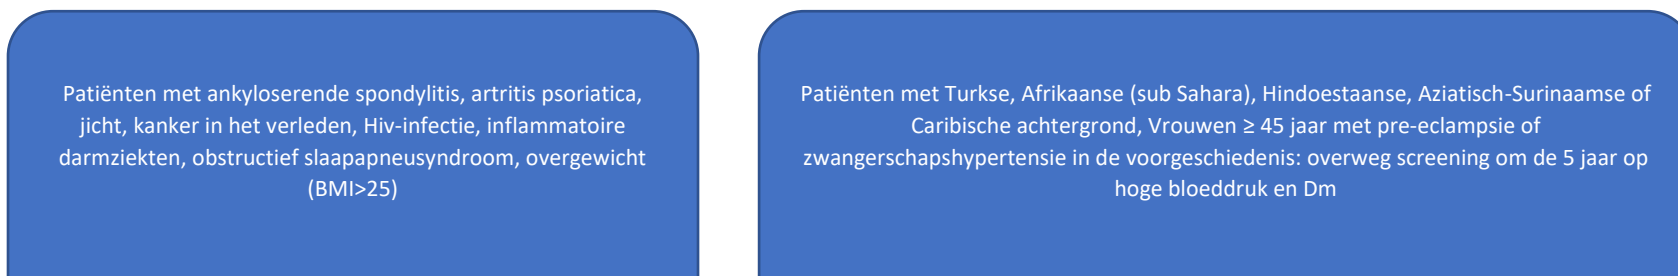 Patiënten met ankyloserende spondylitis, artritis psoriatica,
jicht, kanker in het verleden, Hiv-infectie, inflammatoire
darmziekten, obstructief slaapapneusyndroom, overgewicht
(BMI>25)
Patiënten met Turkse, Afrikaanse (sub Sahara), Hindoestaanse, Aziatisch-Surinaamse of
Caribische achtergrond, Vrouwen ≥ 45 jaar met pre-eclampsie of
zwangerschapshypertensie in de voorgeschiedenis: overweg screening om de 5 jaar op
hoge bloeddruk en Dm